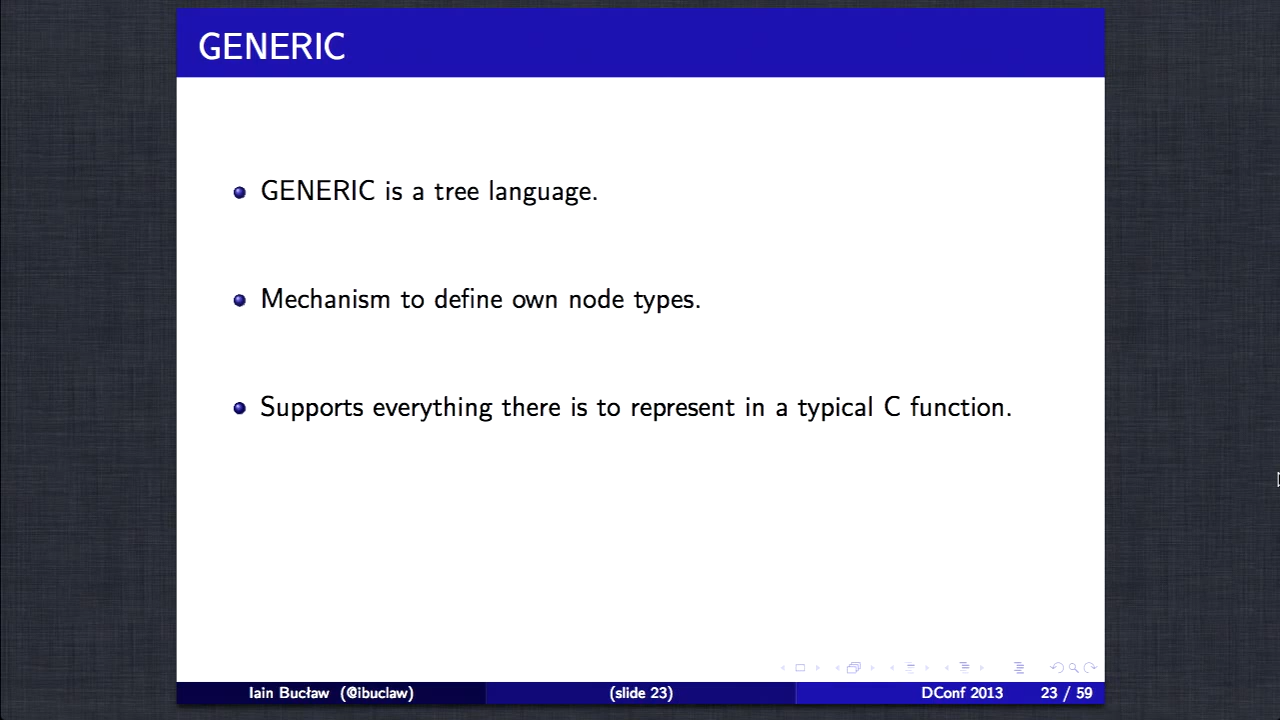 GENERIC
GENERIC is a tree language.
Mechanism to define own node types.
Supports everything there is to represent in a typical C function.
Iain Bucław (@ibuclaw) (slide 23) DConf 2013 23 / 59